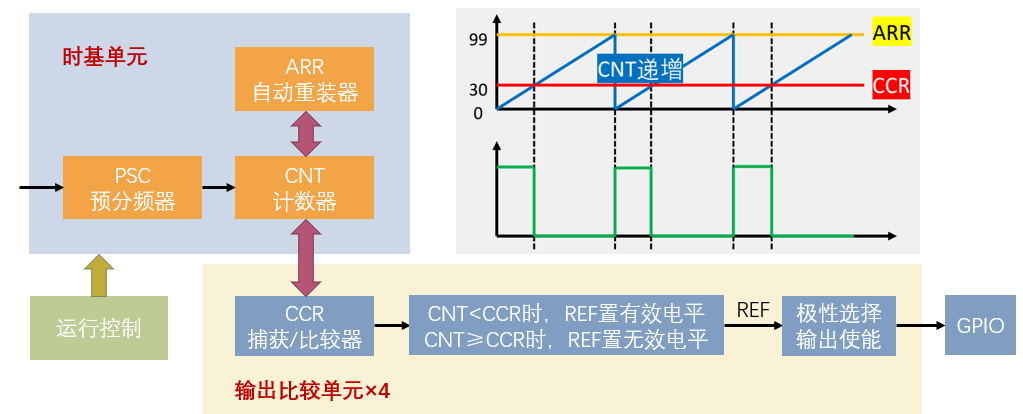 时基单元
ARR
自动重装器
PSC
预分频器
CNT
计数器
运行控制
99
30
0
CNT递增
ARR
CCR
CCR
捕获/比较器
CNT<CCR时，REF置有效电平
CNT≥CCR时，REF置无效电平
REF
极性选择
输出使能
GPIO
输出比较单元×4